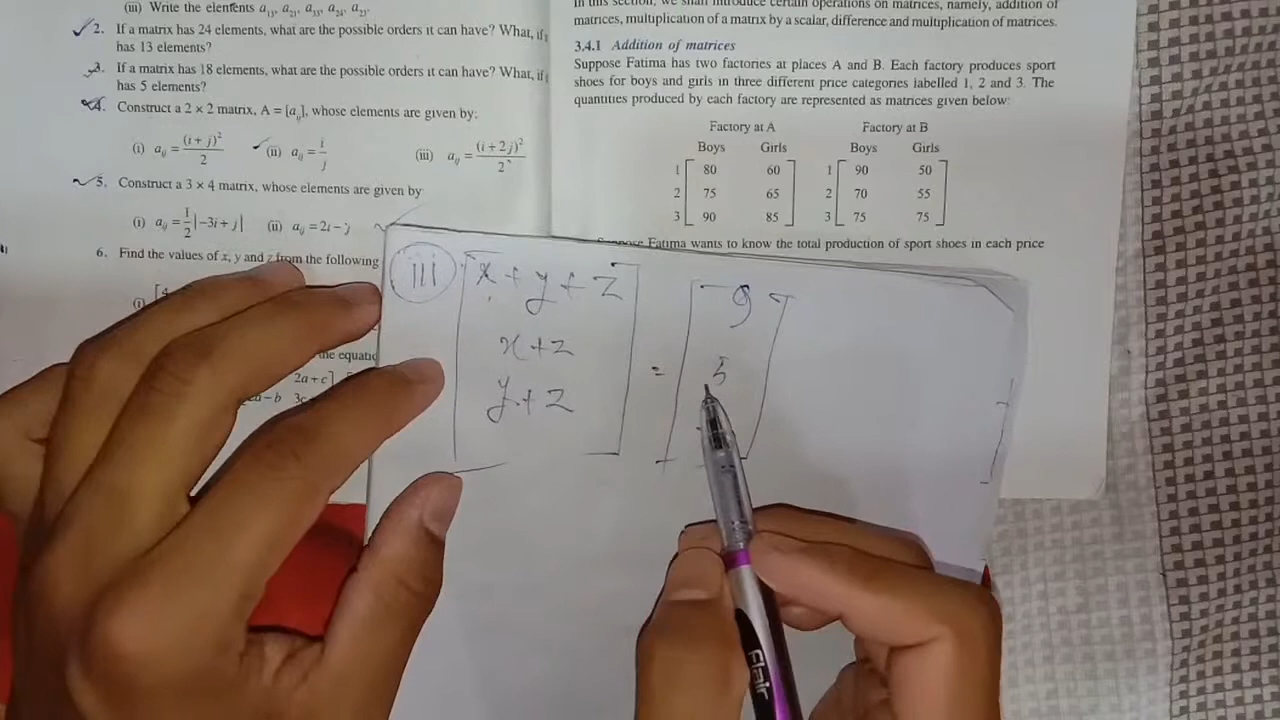 (iii) Write the elements a₁₃, a₂₁, a₃₃, a₂₄, a₂₃.
2. If a matrix has 24 elements, what are the possible orders it can have? What, if
has 13 elements?
3. If a matrix has 18 elements, what are the possible orders it can have? What, if
has 5 elements?
4. Construct a 2 × 2 matrix, A = [aᵢⱼ], whose elements are given by:
(i) aᵢⱼ = (i + j)²/2 (ii) aᵢⱼ = i/j (iii) aᵢⱼ = (i + 2j)²/2
5. Construct a 3 × 4 matrix, whose elements are given by
(i) aᵢⱼ = 1/2 |−3i + j| (ii) aᵢⱼ = 2i − j
6. Find the values of x, y and z from the following
(i) [4
the equatio
2a + c]
a − b 3c
In this section, we shall introduce certain operations on matrices, namely, addition of
matrices, multiplication of a matrix by a scalar, difference and multiplication of matrices.
3.4.1 Addition of matrices
Suppose Fatima has two factories at places A and B. Each factory produces sport
shoes for boys and girls in three different price categories labelled 1, 2 and 3. The
quantities produced by each factory are represented as matrices given below:
Factory at A Factory at B
Boys Girls Boys Girls
1 80 60 1 90 50
2 75 65 2 70 55
3 90 85 3 75 75
Suppose Fatima wants to know the total production of sport shoes in each price
iii x + y + z 9
x + z = 5
y + z
Flair